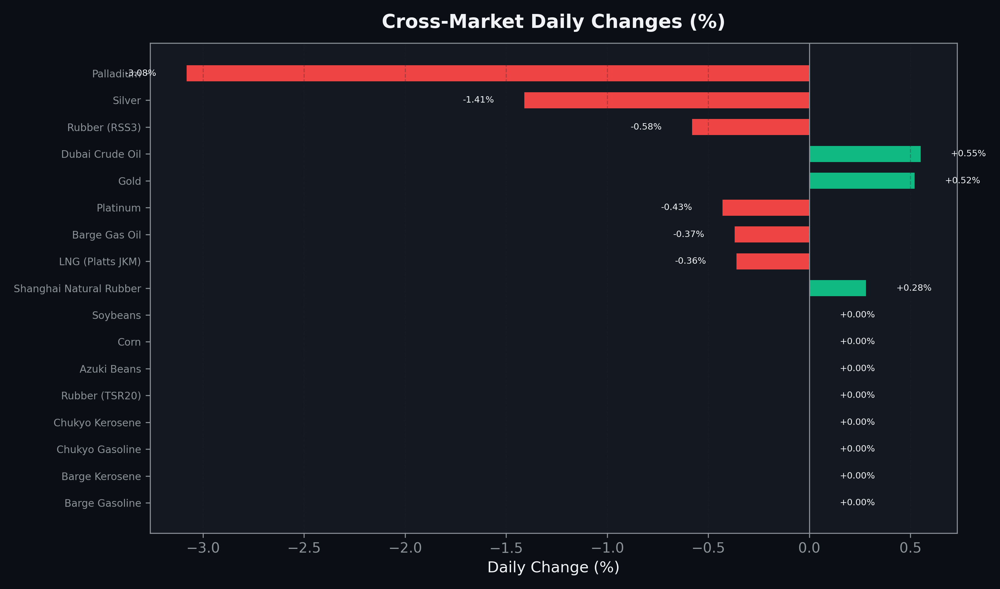 Cross-Market Daily Changes (%)
Palladium -3.08%
Silver -1.41%
Rubber (RSS3) -0.58%
Dubai Crude Oil +0.55%
Gold +0.52%
Platinum -0.43%
Barge Gas Oil -0.37%
LNG (Platts JKM) -0.36%
Shanghai Natural Rubber +0.28%
Soybeans +0.00%
Corn +0.00%
Azuki Beans +0.00%
Rubber (TSR20) +0.00%
Chukyo Kerosene +0.00%
Chukyo Gasoline +0.00%
Barge Kerosene +0.00%
Barge Gasoline +0.00%
−3.0 −2.5 −2.0 −1.5 −1.0 −0.5 0.0 0.5
Daily Change (%)